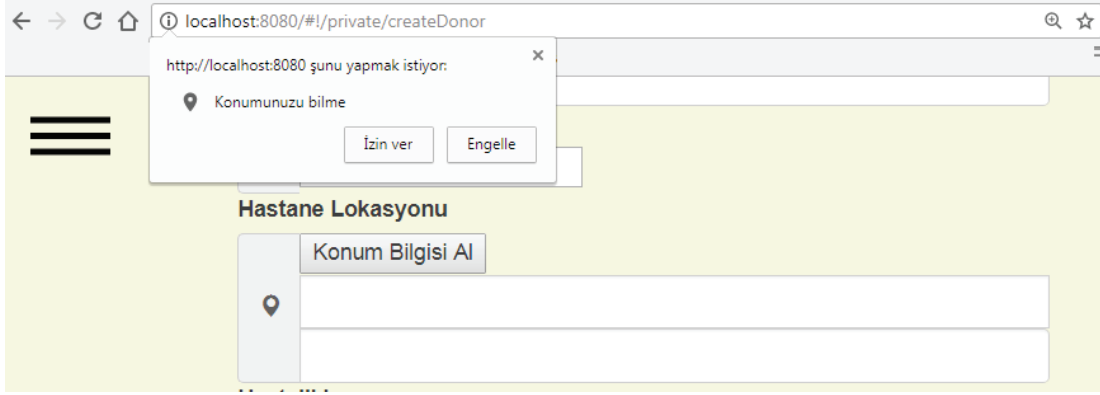 localhost:8080/#!/private/createDonor
http://localhost:8080 şunu yapmak istiyor:
Konumunuzu bilme
İzin ver Engelle
Hastane Lokasyonu
Konum Bilgisi Al